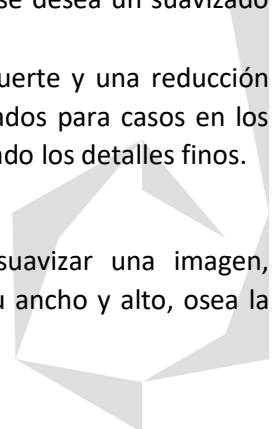 se desea un suavizado
uerte y una reducción
ados para casos en los
ndo los detalles finos.
suavizar una imagen,
u ancho y alto, osea la